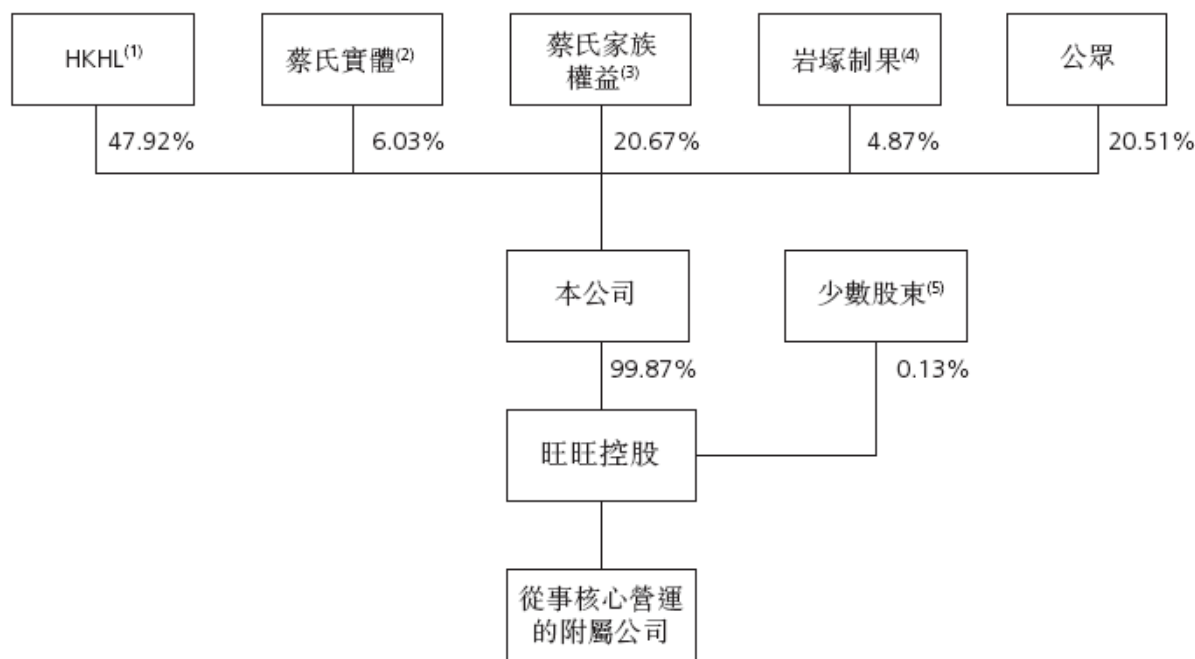 HKHL(1)
蔡氏實體(2)
蔡氏家族
權益(3)
岩塚制果(4)
公眾
47.92%
6.03%
20.67%
4.87%
20.51%
本公司
少數股東(5)
99.87%
0.13%
旺旺控股
從事核心營運
的附屬公司